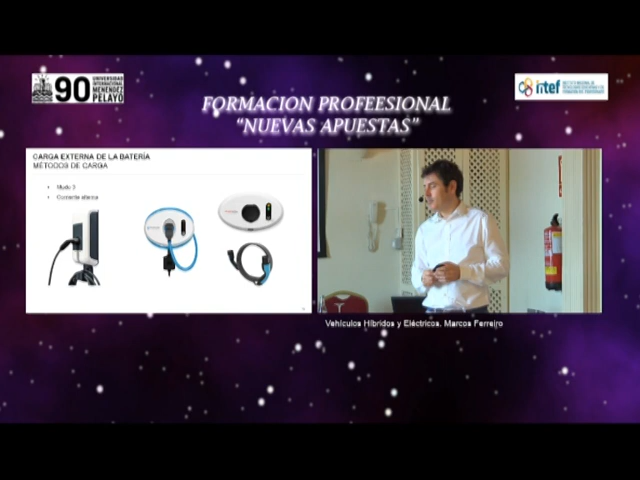 90
UNIVERSIDAD
INTERNACIONAL
MENÉNDEZ
PELAYO
intef
FORMACION PROFEESIONAL
“NUEVAS APUESTAS”
CARGA EXTERNA DE LA BATERÍA
MÉTODOS DE CARGA
• Modo 3
• Corriente alterna
Vehículos Híbridos y Eléctricos. Marcos Ferreiro